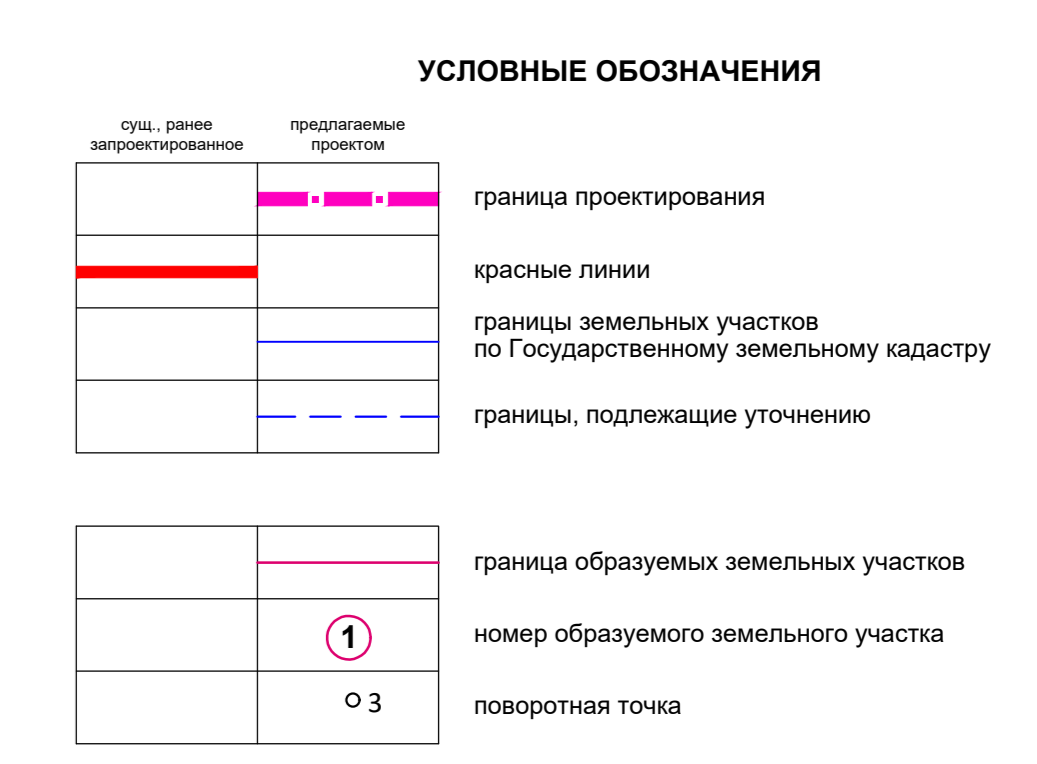 УСЛОВНЫЕ ОБОЗНАЧЕНИЯ
сущ., ранее
запроектированное
предлагаемые
проектом
граница проектирования
красные линии
границы земельных участков
по Государственному земельному кадастру
границы, подлежащие уточнению
граница образуемых земельных участков
1
номер образуемого земельного участка
3
поворотная точка